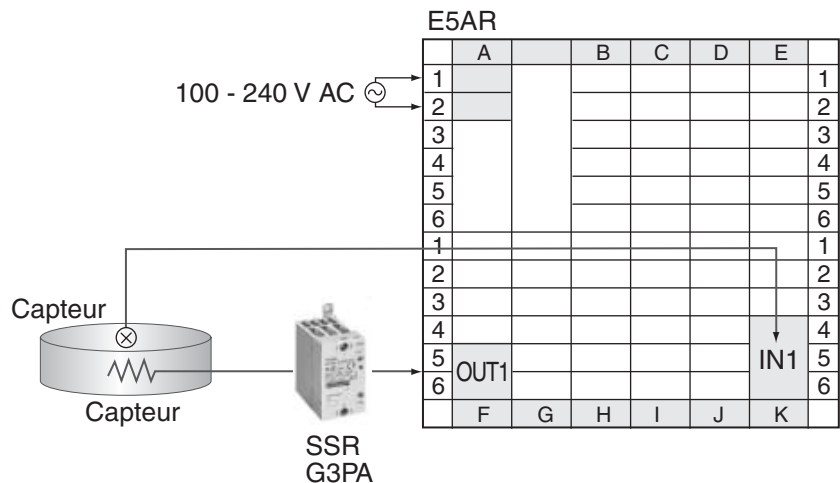 E5AR
A B C D E
100 - 240 V AC
1 1
2 2
3 3
4 4
5 5
6 6
1 1
2 2
3 3
4 4
5 5
6 6
OUT1
IN1
F G H I J K
Capteur
Capteur
SSR
G3PA